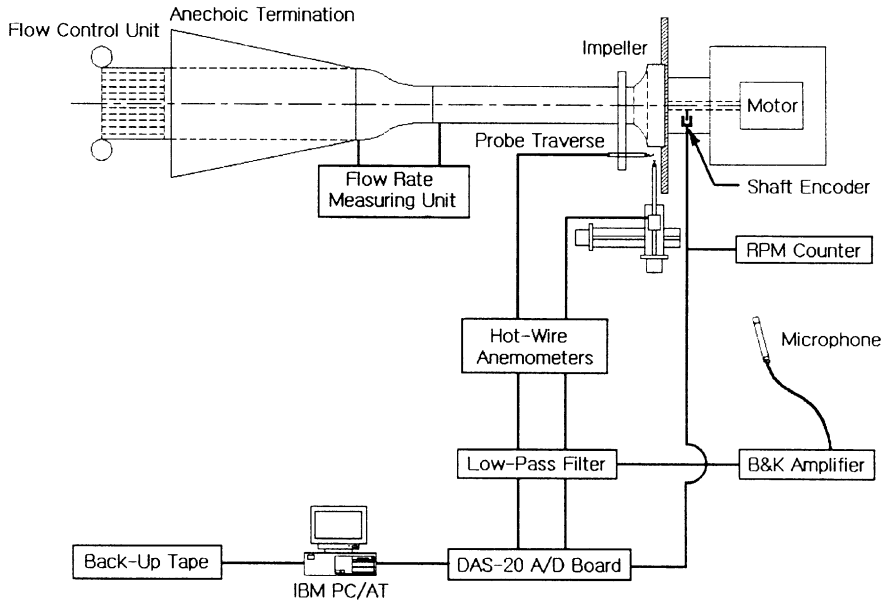 Anechoic Termination
Flow Control Unit
Impeller
Motor
Probe Traverse
Flow Rate
Measuring Unit
Shaft Encoder
RPM Counter
Hot-Wire
Anemometers
Microphone
Low-Pass Filter
B&K Amplifier
Back-Up Tape
DAS-20 A/D Board
IBM PC/AT